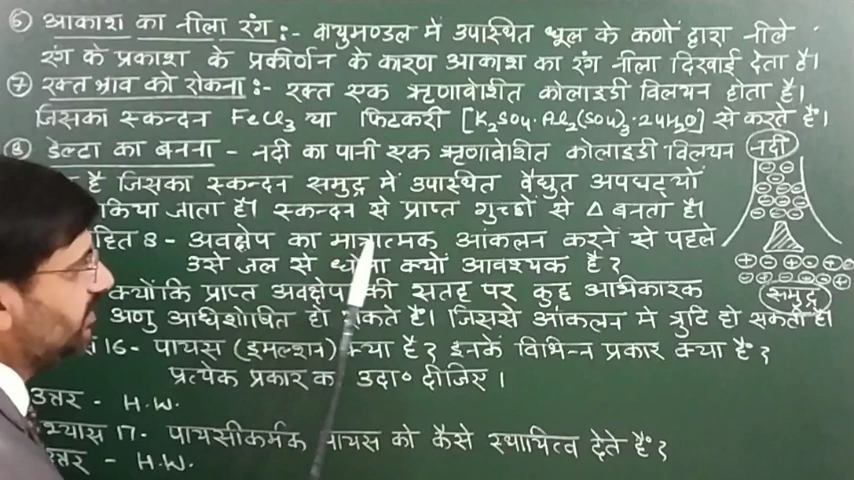 ⑥ आकाश का नीला रंग :- वायुमण्डल में उपस्थित धूल के कणों द्वारा नीले
रंग के प्रकाश के प्रकीर्णन के कारण आकाश का रंग नीला दिखाई देता है।
⑦ रक्त श्राव को रोकना :- रक्त एक ऋणावेशित कोलाइडी विलयन होता है।
जिसका स्कन्दन FeCl₃ या फिटकरी [K₂SO₄·Al₂(SO₄)₃·24H₂O] से करते हैं।
⑧ डेल्टा का बनना - नदी का पानी एक ऋणावेशित कोलाइडी विलयन
है जिसका स्कन्दन समुद्र में उपस्थित वैद्युत अपघट्यों
किया जाता है। स्कन्दन से प्राप्त गुच्छों से Δ बनता है।
नदी
समुद्र
हित 8 - अवक्षेप का मात्रात्मक आंकलन करने से पहले
उसे जल से धोना क्यों आवश्यक है?
क्योंकि प्राप्त अवक्षेप की सतह पर कुछ अभिकारक
अणु अधिशोषित हो सकते हैं। जिससे आंकलन में त्रुटि हो सकती है।
16- पायस (इमल्शन) क्या है? इनके विभिन्न प्रकार क्या हैं?
प्रत्येक प्रकार का उदा० दीजिए।
उत्तर - H.W.
भ्यास 17- पायसीकर्मक पायस को कैसे स्थायित्व देते हैं?
त्तर - H.W.